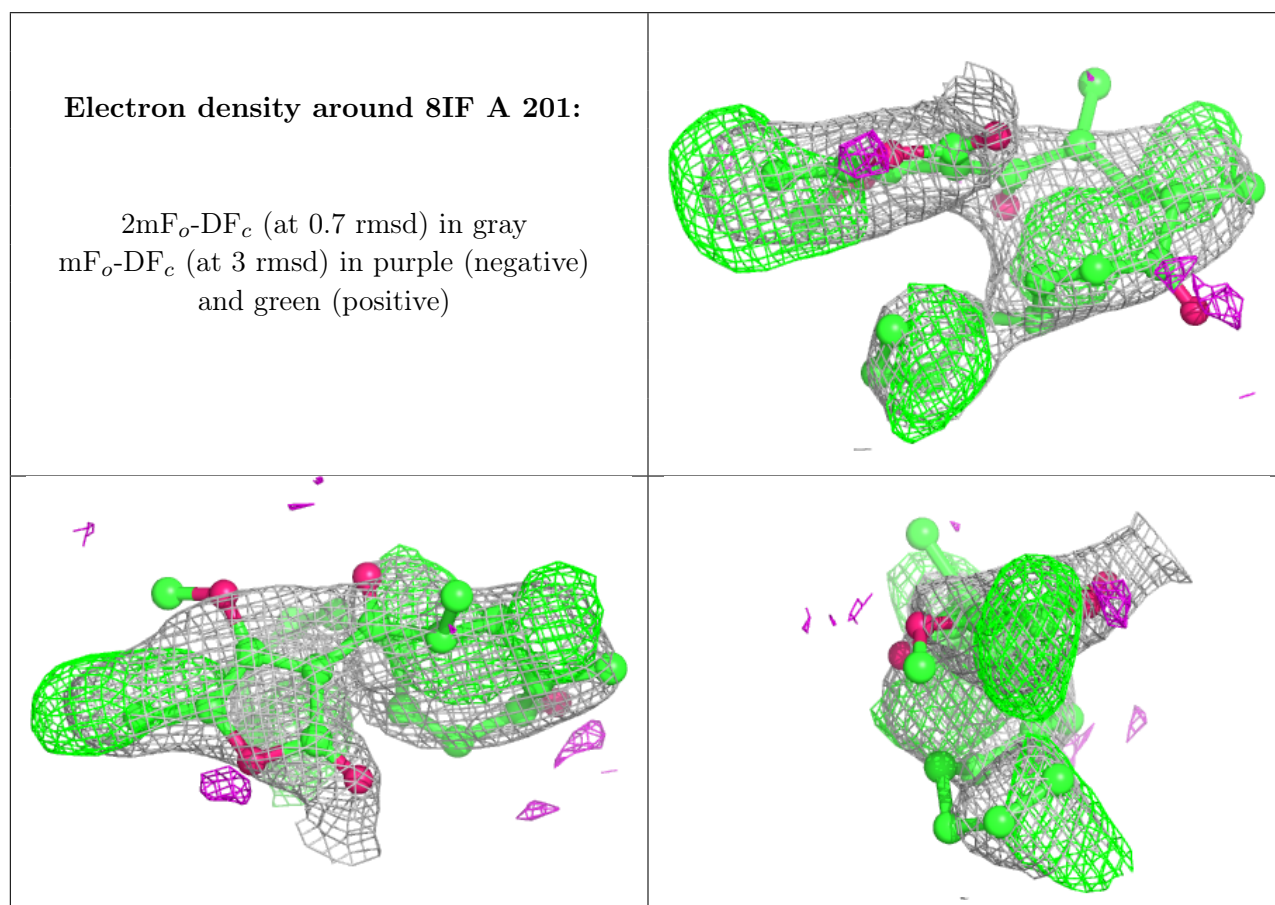 Electron density around 8IF A 201:
2mFo-DFc (at 0.7 rmsd) in gray
mFo-DFc (at 3 rmsd) in purple (negative)
and green (positive)